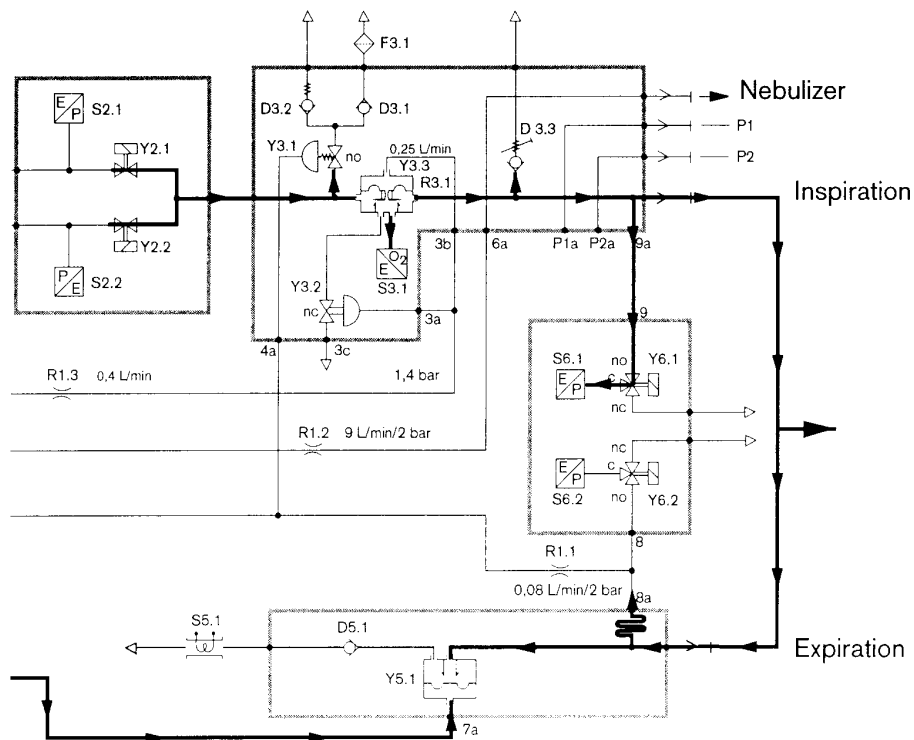 F3.1
D3.2
D3.1
E P
S2.1
Nebulizer
D 3.3
Y2.1
Y3.1
no
0,25 L/min
P1
Y3.3
P2
R3.1
Inspiration
Y2.2
3b
6a
P1a
P2a
9a
P E
S2.2
O2 E
Y3.2
S3.1
nc
3a
9
4a
3c
no
S6.1
Y6.1
R1.3
0,4 L/min
1,4 bar
E P
c
nc
R1.2
9 L/min/2 bar
nc
c
E P
S6.2
no
Y6.2
8
R1.1
0,08 L/min/2 bar
8a
S5.1
D5.1
Expiration
Y5.1
7a